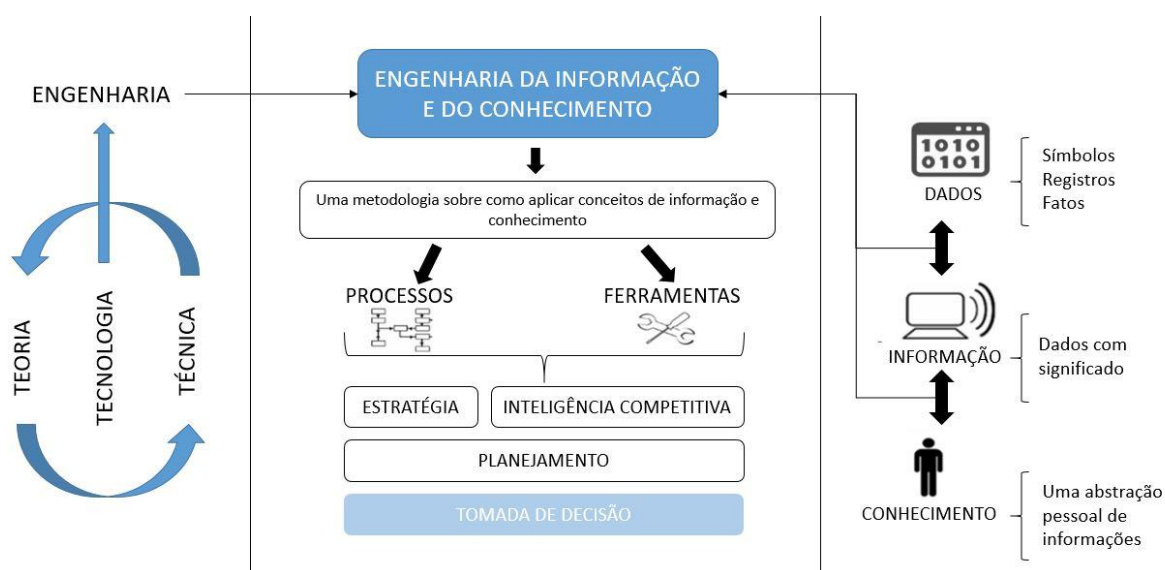 ENGENHARIA
TEORIA
TECNOLOGIA
TÉCNICA
ENGENHARIA DA INFORMAÇÃO
E DO CONHECIMENTO
Uma metodologia sobre como aplicar conceitos de informação e
conhecimento
PROCESSOS
FERRAMENTAS
ESTRATÉGIA
INTELIGÊNCIA COMPETITIVA
PLANEJAMENTO
TOMADA DE DECISÃO
1010
0101
DADOS
Símbolos
Registros
Fatos
INFORMAÇÃO
Dados com
significado
CONHECIMENTO
Uma abstração
pessoal de
informações